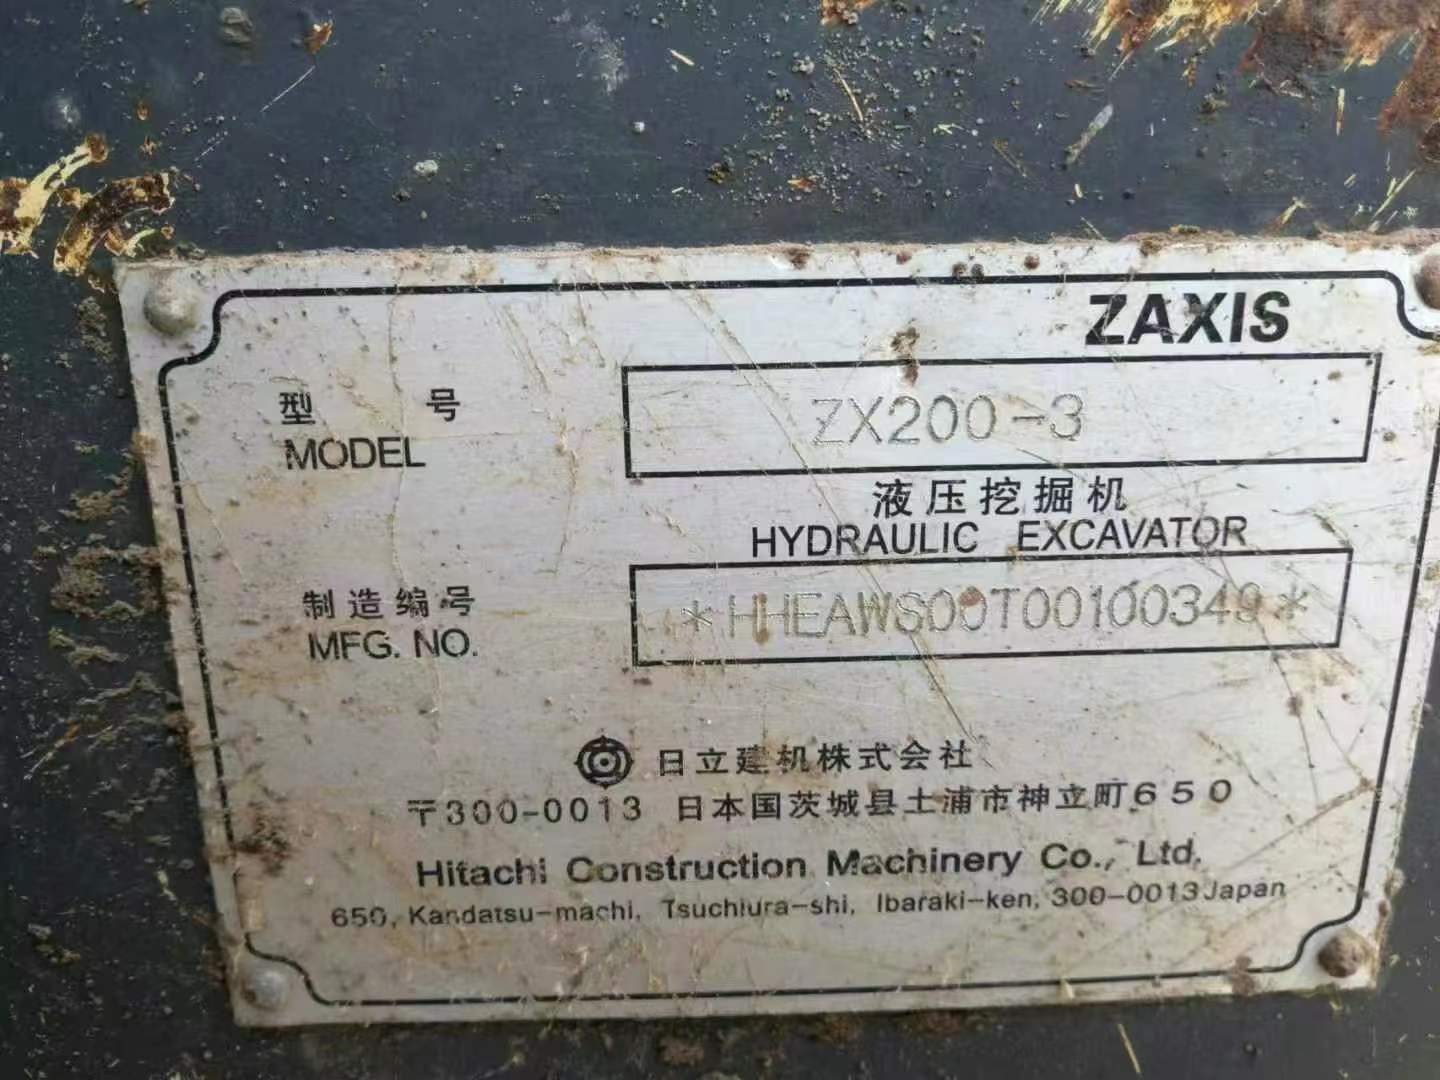 ZAXIS
型 号 ZX200-3
MODEL
液压挖掘机
HYDRAULIC EXCAVATOR
制造编号 *HHEAWS00T00100349*
MFG. NO.
日立建机株式会社
〒300-0013 日本国茨城县土浦市神立町650
Hitachi Construction Machinery Co., Ltd.
650, Kandatsu-machi, Tsuchiura-shi, Ibaraki-ken, 300-0013 Japan